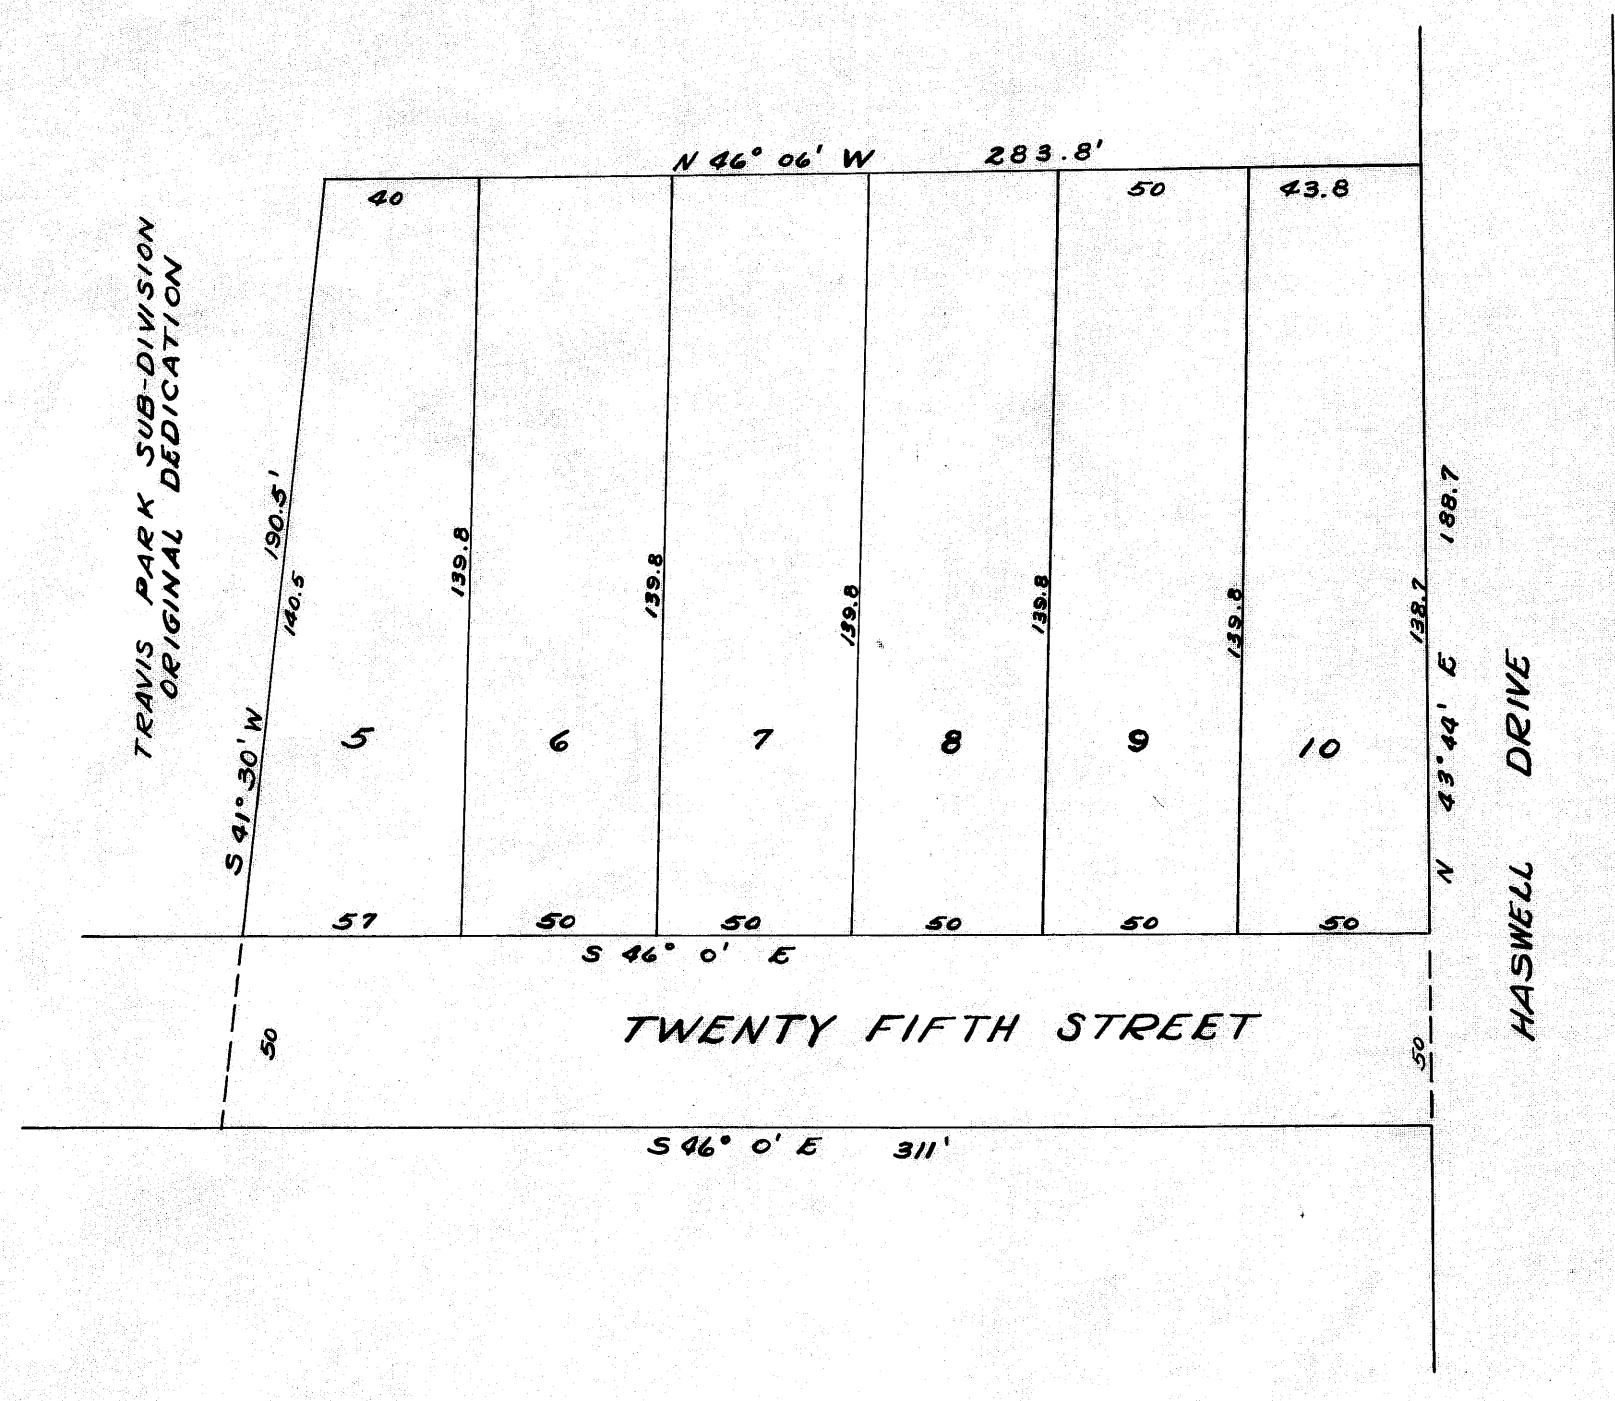 N 46° 06' W 283.8'
40
50
43.8
TRAVIS PARK SUB-DIVISION
ORIGINAL DEDICATION
S 41° 30' W
190.5'
140.5
139.8
139.8
139.8
139.8
139.8
138.7
188.7
N 43° 44' E
HASWELL DRIVE
5
6
7
8
9
10
57
50
50
50
50
50
S 46° 0' E
TWENTY FIFTH STREET
50
50
S 46° 0' E 311'